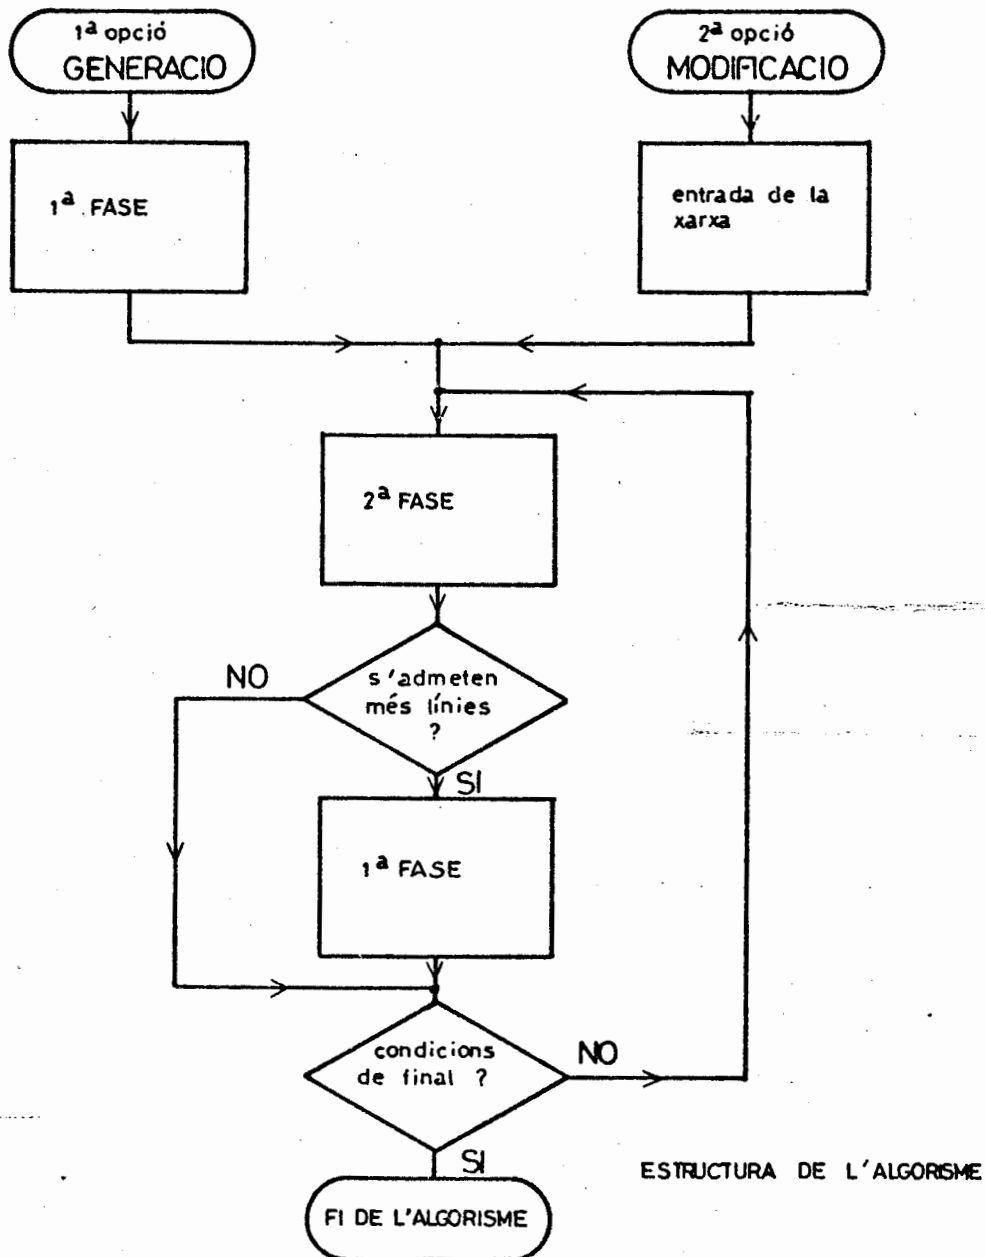 1ª opció
GENERACIO
2ª opció
MODIFICACIO
1ª FASE
entrada de la
xarxa
2ª FASE
NO
s'admeten
més línies
?
SI
1ª FASE
condicions
de final ?
NO
SI
ESTRUCTURA DE L'ALGORISME
FI DE L'ALGORISME